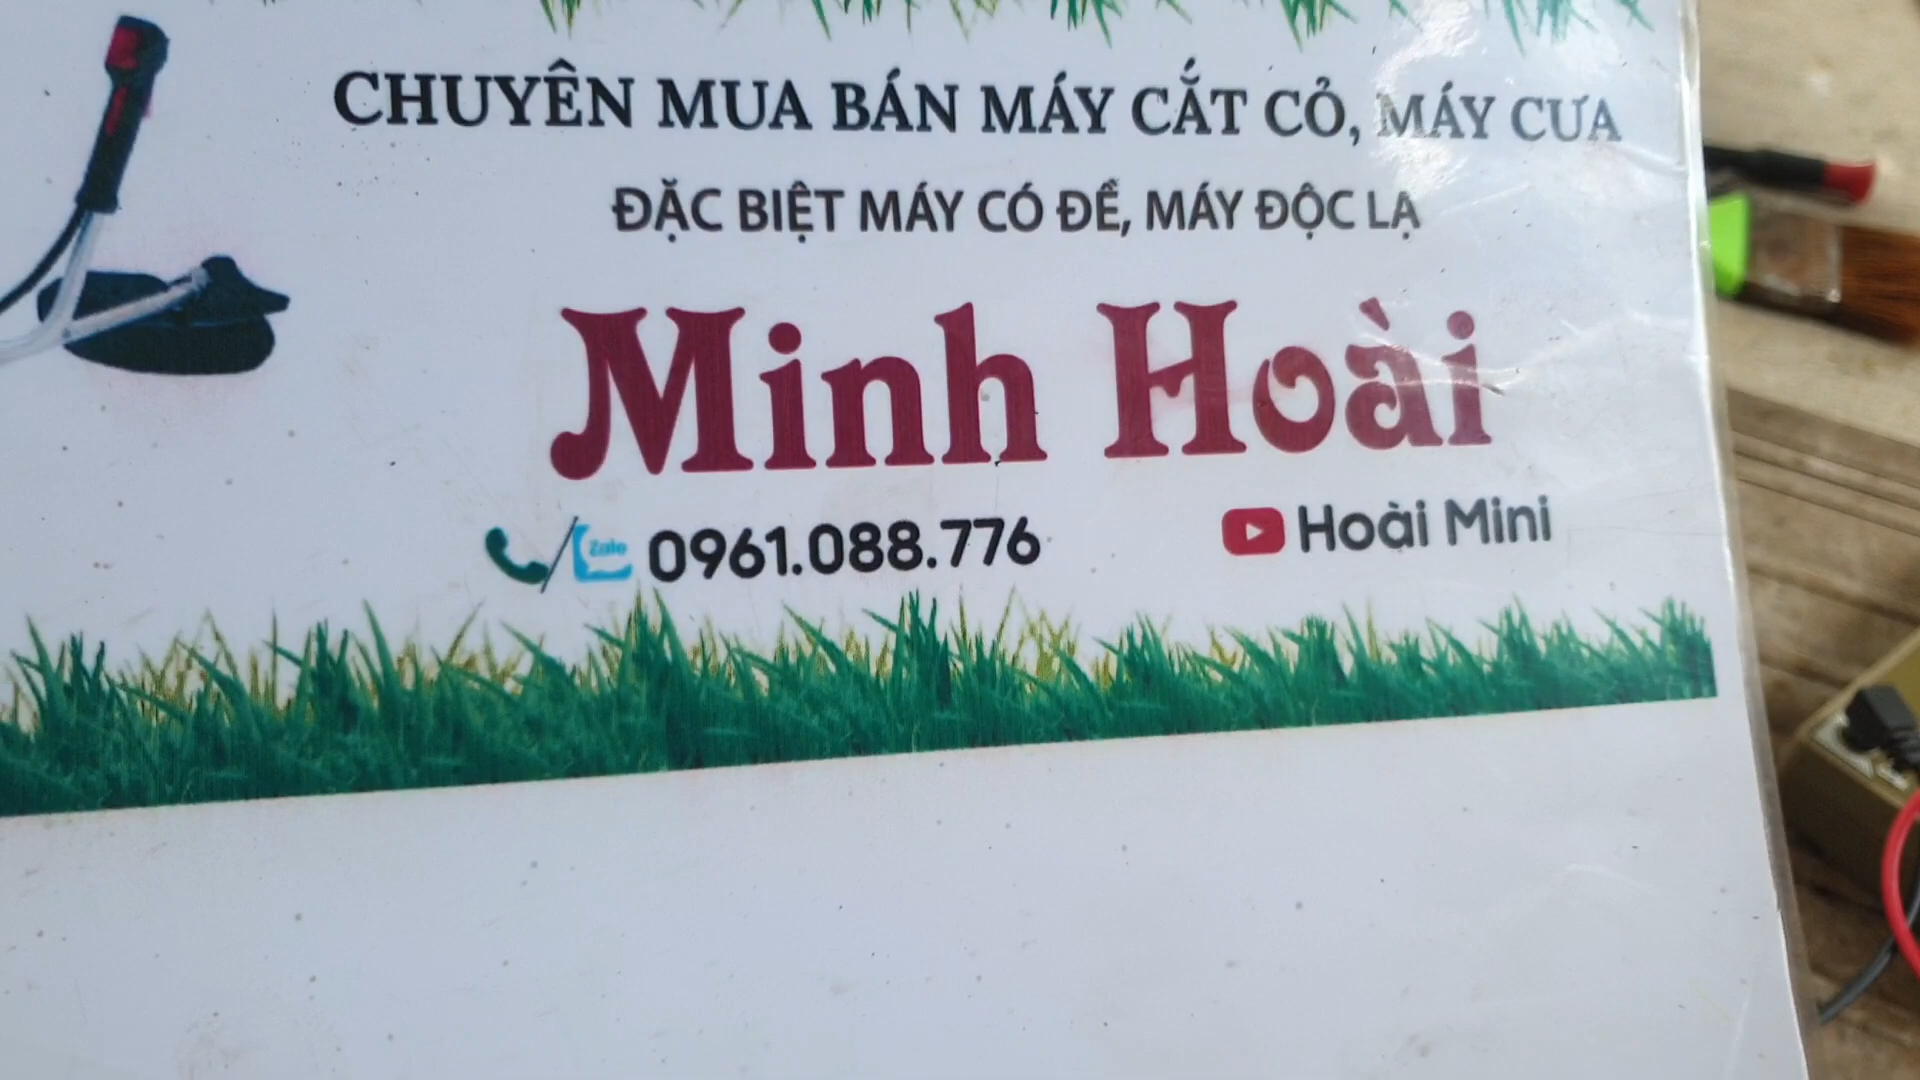 CHUYÊN MUA BÁN MÁY CẮT CỎ, MÁY CƯA
ĐẶC BIỆT MÁY CÓ ĐỀ, MÁY ĐỘC LẠ
Minh Hoài
Zalo 0961.088.776
Hoài Mini